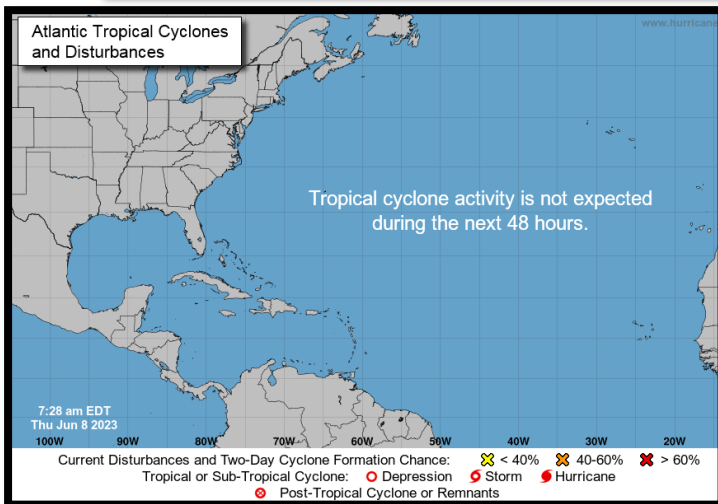 www.hurricane
Atlantic Tropical Cyclones
and Disturbances
Tropical cyclone activity is not expected
during the next 48 hours.
7:28 am EDT
Thu Jun 8 2023
100W 90W 80W 70W 60W 50W 40W 30W 20W
Current Disturbances and Two-Day Cyclone Formation Chance: < 40% 40-60% > 60%
Tropical or Sub-Tropical Cyclone: Depression Storm Hurricane
Post-Tropical Cyclone or Remnants